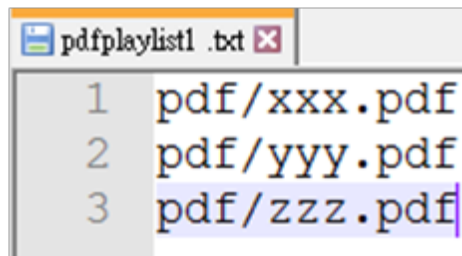 pdfplaylist1 .txt
1 pdf/xxx.pdf
2 pdf/yyy.pdf
3 pdf/zzz.pdf